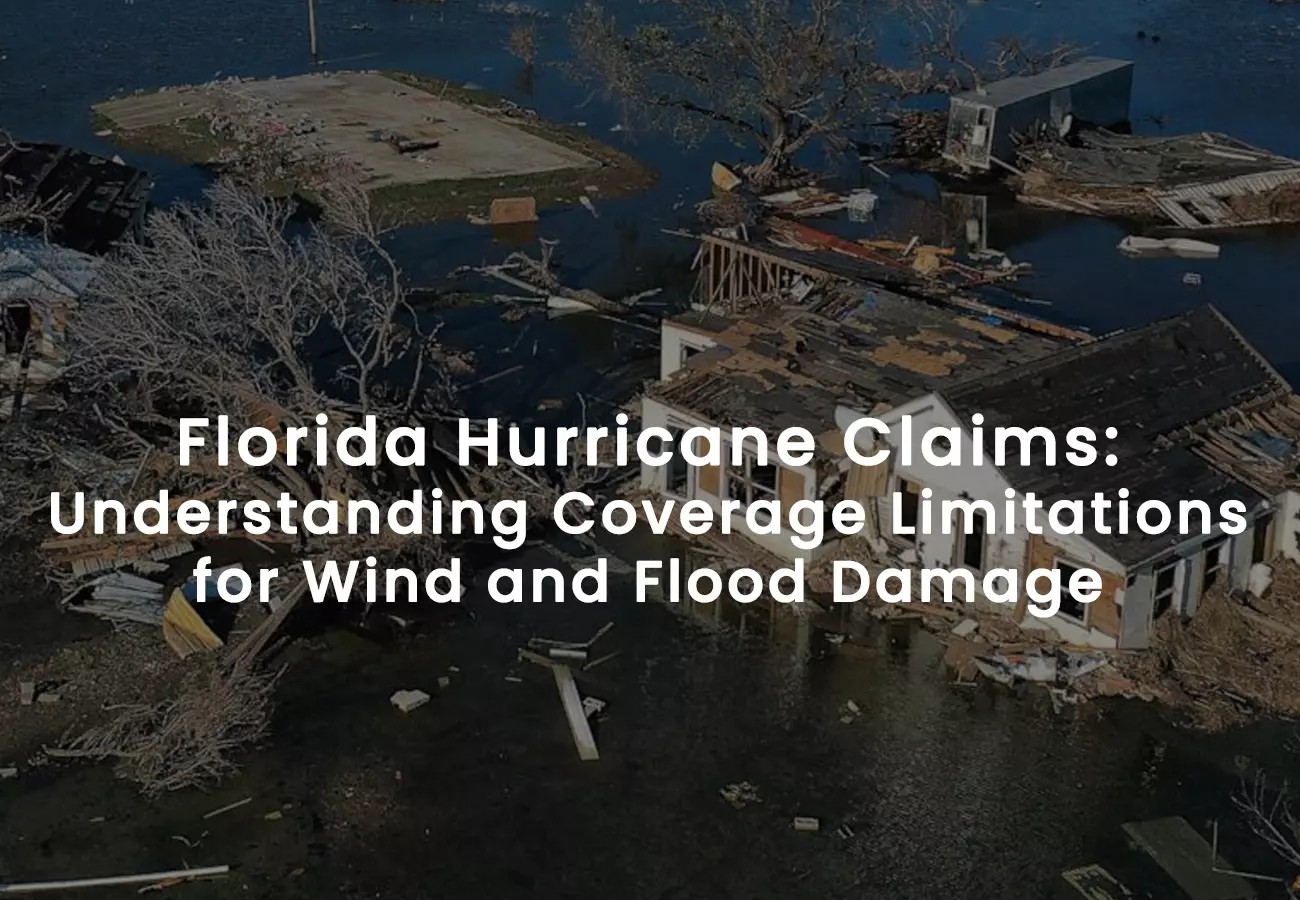 Florida Hurricane Claims:
Understanding Coverage Limitations
for Wind and Flood Damage